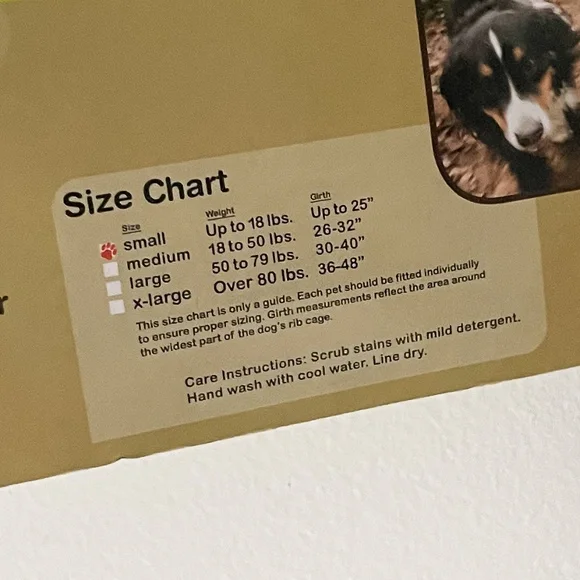 Size Chart
Size Weight Girth
small Up to 18 lbs. Up to 25”
medium 18 to 50 lbs. 26-32”
large 50 to 79 lbs. 30-40”
x-large Over 80 lbs. 36-48”
This size chart is only a guide. Each pet should be fitted individually
to ensure proper sizing. Girth measurements reflect the area around
the widest part of the dog's rib cage.
Care Instructions: Scrub stains with mild detergent.
Hand wash with cool water. Line dry.